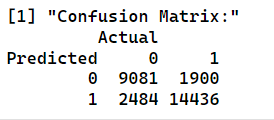 [1] "Confusion Matrix:"
Actual
Predicted 0 1
0 9081 1900
1 2484 14436